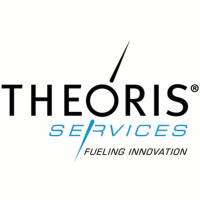 THEORIS®
SERVICES
FUELING INNOVATION